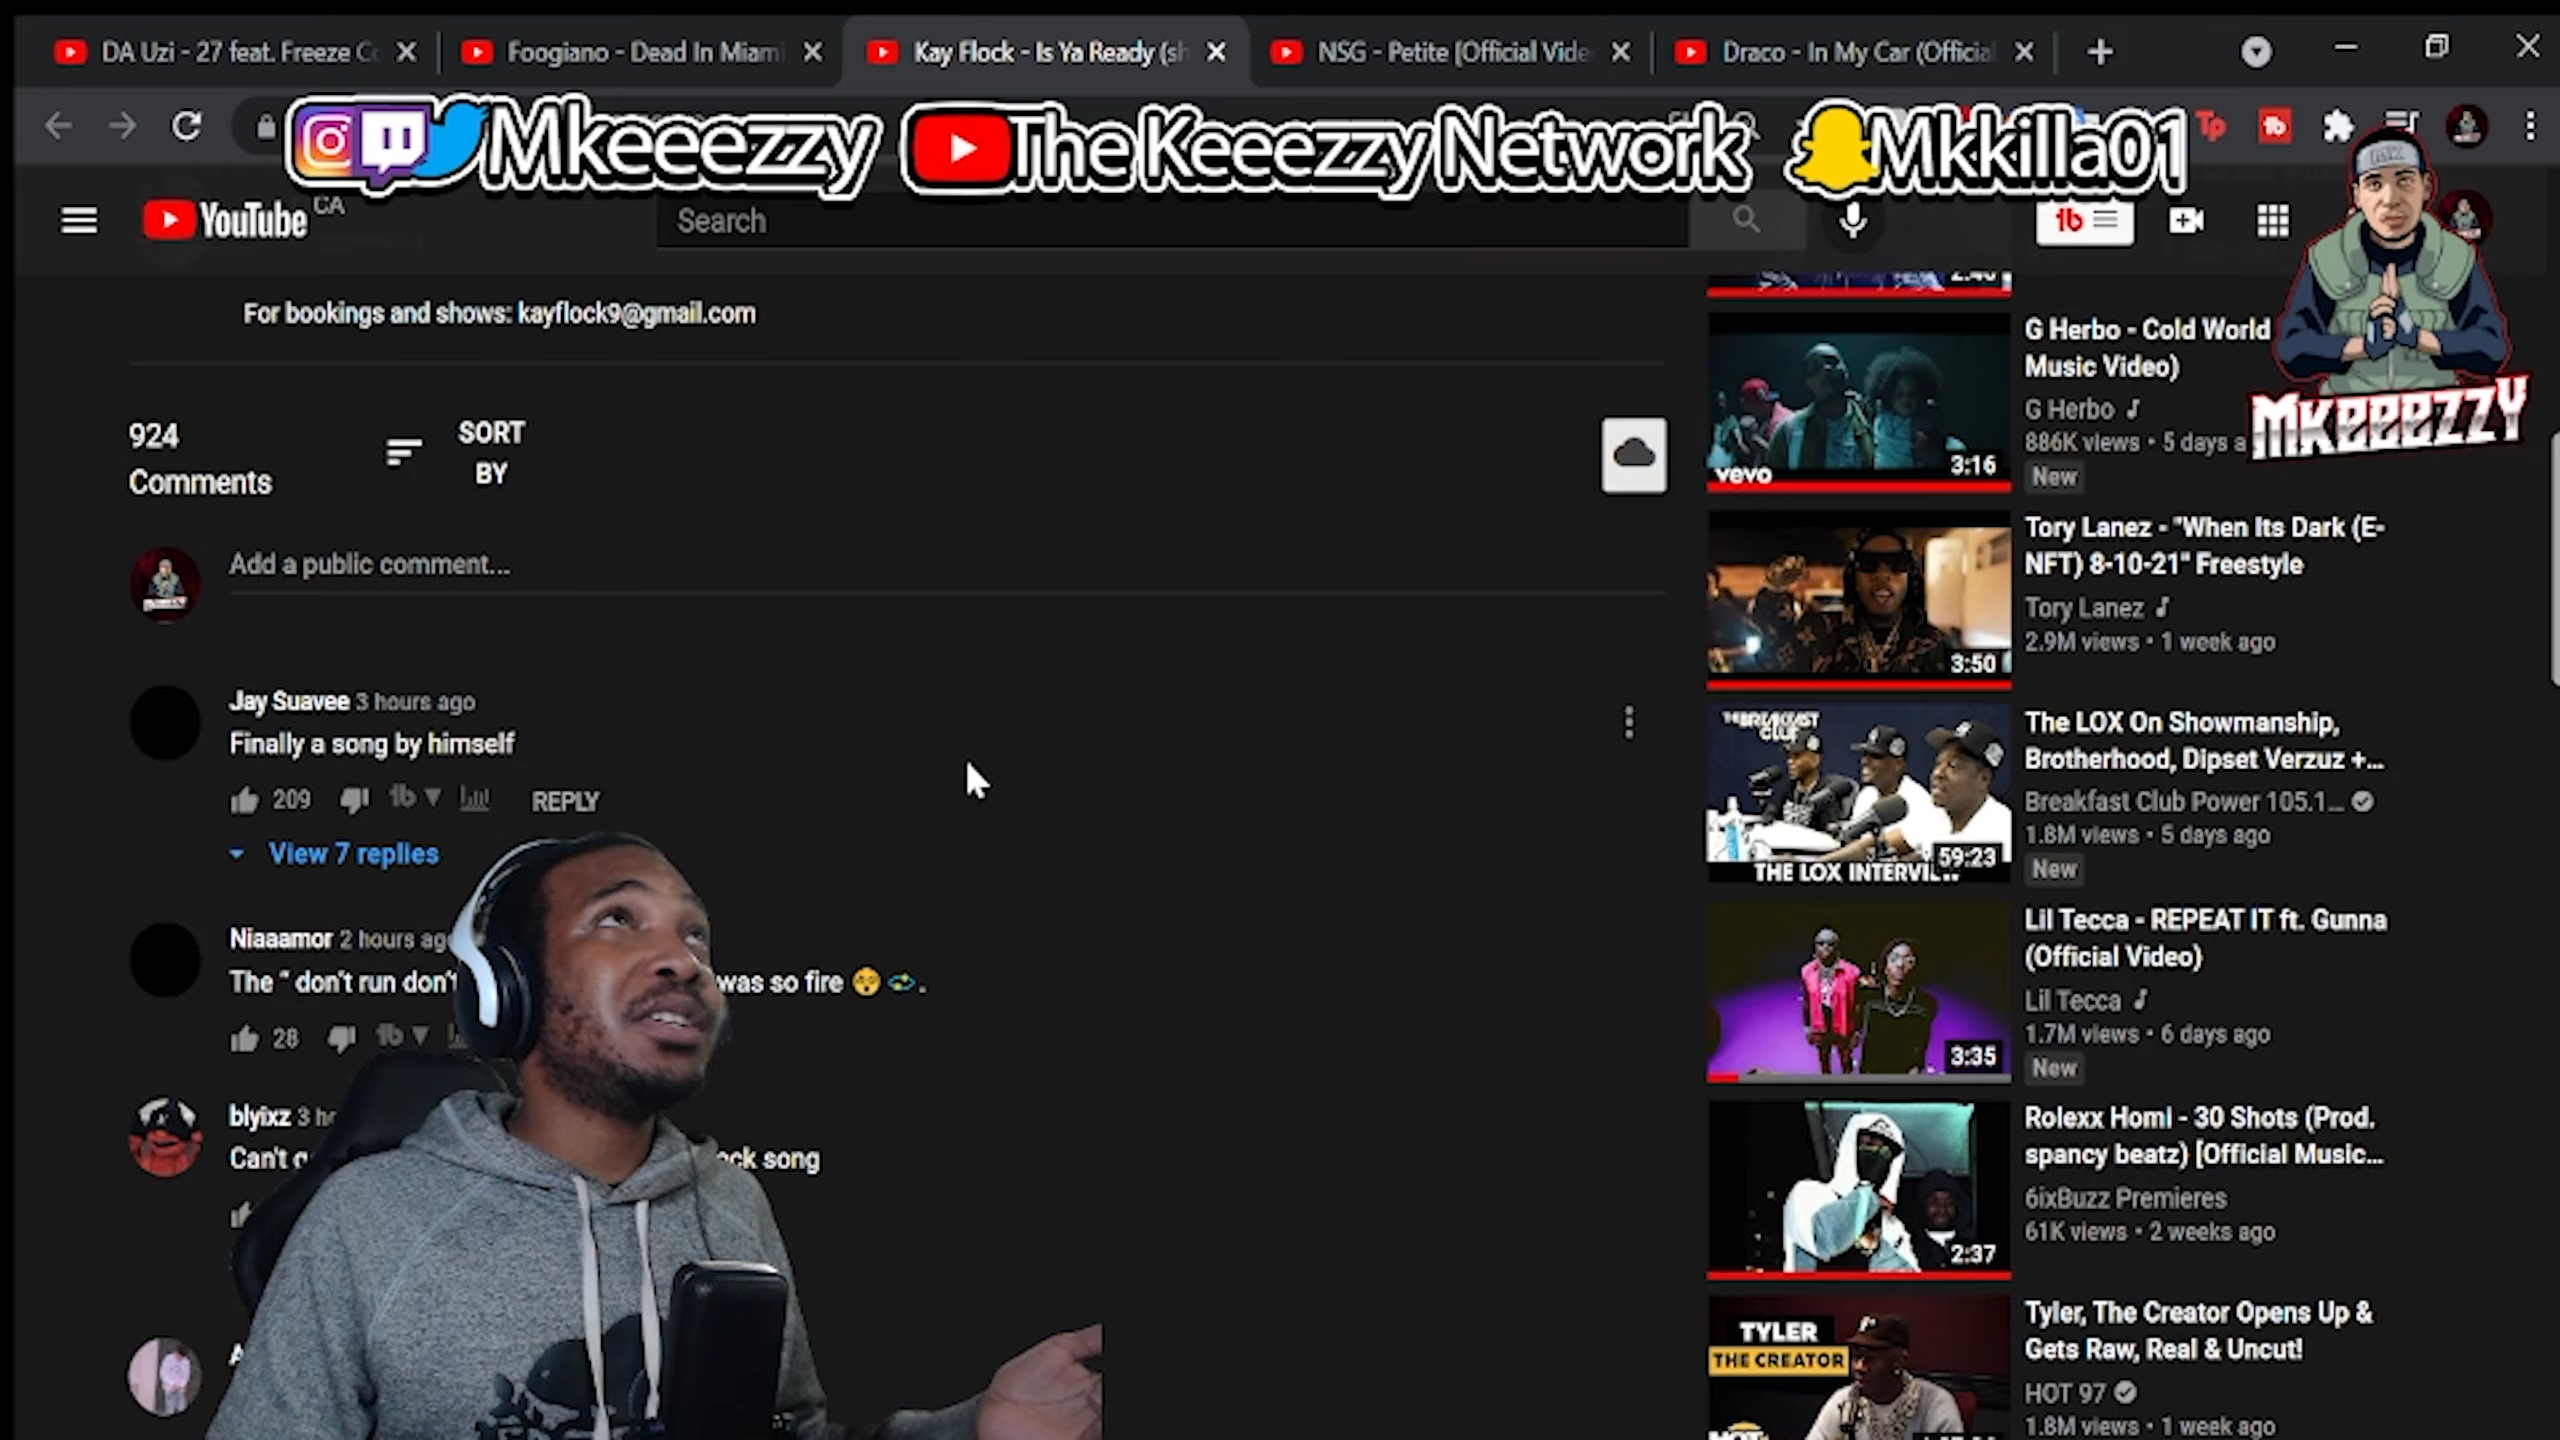 DA Uzi - 27 feat. Freeze C
Foogiano - Dead In Miami
Kay Flock - Is Ya Ready (sh
NSG - Petite [Official Vide
Draco - In My Car (Official
Mkeeezzy The Keeezzy Network Mkkilla01
YouTube CA
Search
For bookings and shows: kayflock9@gmail.com
924
Comments
SORT
BY
Add a public comment...
Jay Suavee 3 hours ago
Finally a song by himself
209 REPLY
View 7 replies
Niaaamor 2 hours ago
The “ don't run don't was so fire 😮‍💨 💫.
28
blyixz 3 h
Can't song
MKeeezzY
G Herbo - Cold World
Music Video)
G Herbo
886K views • 5 days a
New
vevo
3:16
Tory Lanez - "When Its Dark (E-
NFT) 8-10-21" Freestyle
Tory Lanez
2.9M views • 1 week ago
3:50
The LOX On Showmanship,
Brotherhood, Dipset Verzuz +...
Breakfast Club Power 105.1...
1.8M views • 5 days ago
New
THE BREAKFAST
CLUB
59:23
THE LOX INTERVI
Lil Tecca - REPEAT IT ft. Gunna
(Official Video)
Lil Tecca
1.7M views • 6 days ago
New
3:35
Rolexx Homi - 30 Shots (Prod.
spancy beatz) [Official Music...
6ixBuzz Premieres
61K views • 2 weeks ago
2:37
Tyler, The Creator Opens Up &
Gets Raw, Real & Uncut!
HOT 97
1.8M views • 1 week ago
TYLER
THE CREATOR